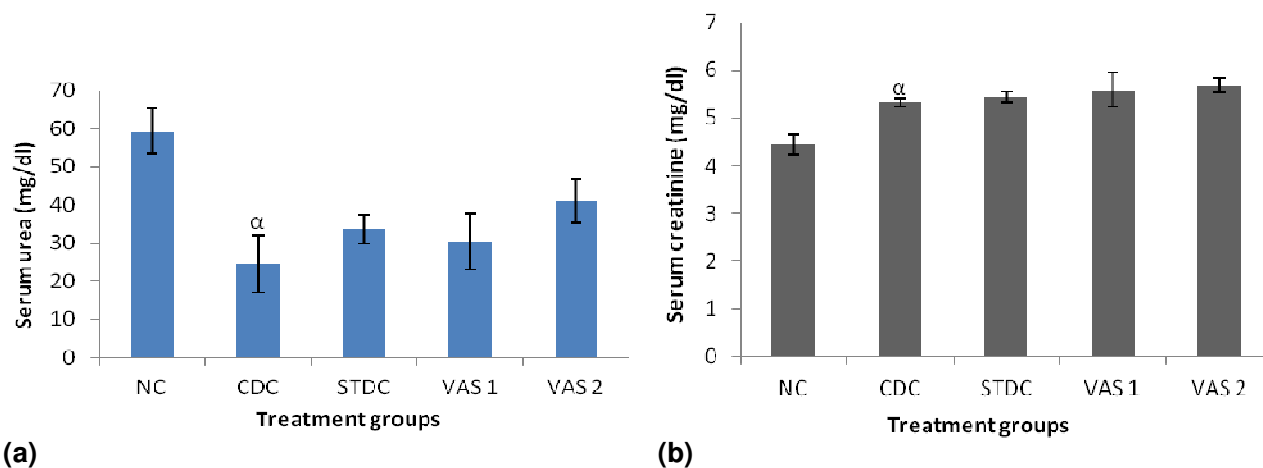 70
60
50
40
30
20
10
0
Serum urea (mg/dl)
α
NC CDC STDC VAS 1 VAS 2
Treatment groups
(a)
7
6
5
4
3
2
1
0
Serum creatinine (mg/dl)
α
NC CDC STDC VAS 1 VAS 2
Treatment groups
(b)